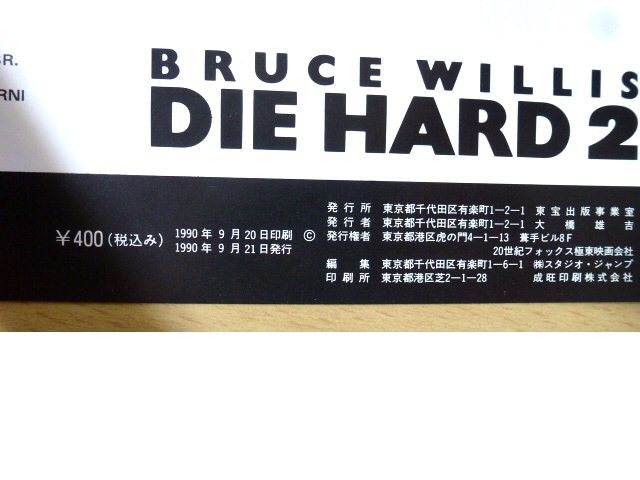 R.
RNI
BRUCE WILLIS
DIE HARD 2
¥400(税込み)
1990年 9月20日印刷
1990年 9月21日発行
©
発行所 東京都千代田区有楽町1-2-1 東宝出版事業室
発行者 東京都千代田区有楽町1-2-1 大橋雄吉
発行権者 東京都港区虎の門4-1-13 葺手ビル8F
20世紀フォックス極東映画会社
編集 東京都千代田区有楽町1-6-1 ㈱スタジオ・ジャンプ
印刷所 東京都港区芝2-1-28 成旺印刷株式会社